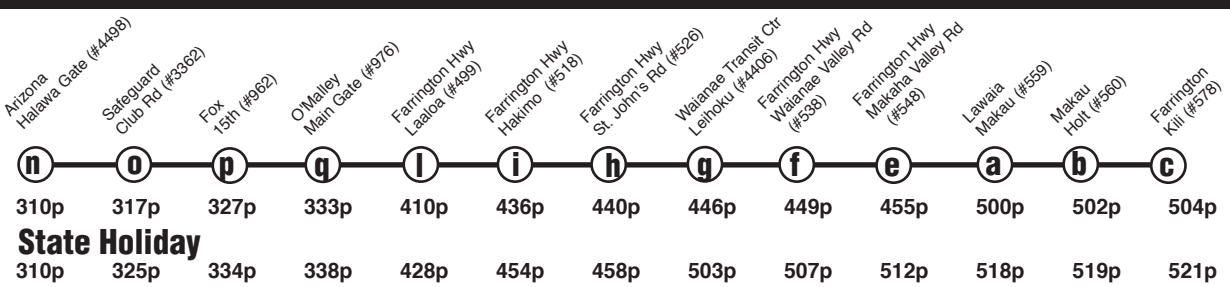 Arizona
Halawa Gate (#4498)
Safeguard
Club Rd (#3362)
Fox
15th (#962)
O'Malley
Main Gate (#976)
Farrington Hwy
Laaloa (#499)
Farrington Hwy
Hakimo (#518)
Farrington Hwy
St. John's Rd (#526)
Waianae Transit Ctr
Leihoku (#4406)
Farrington Hwy
Waianae Valley Rd
(#538)
Farrington Hwy
Makaha Valley Rd
(#548)
Lawaia
Makau (#559)
Makau
Holt (#560)
Farrington
Kili (#578)
n o p q l i h g f e a b c
310p 317p 327p 333p 410p 436p 440p 446p 449p 455p 500p 502p 504p
State Holiday
310p 325p 334p 338p 428p 454p 458p 503p 507p 512p 518p 519p 521p